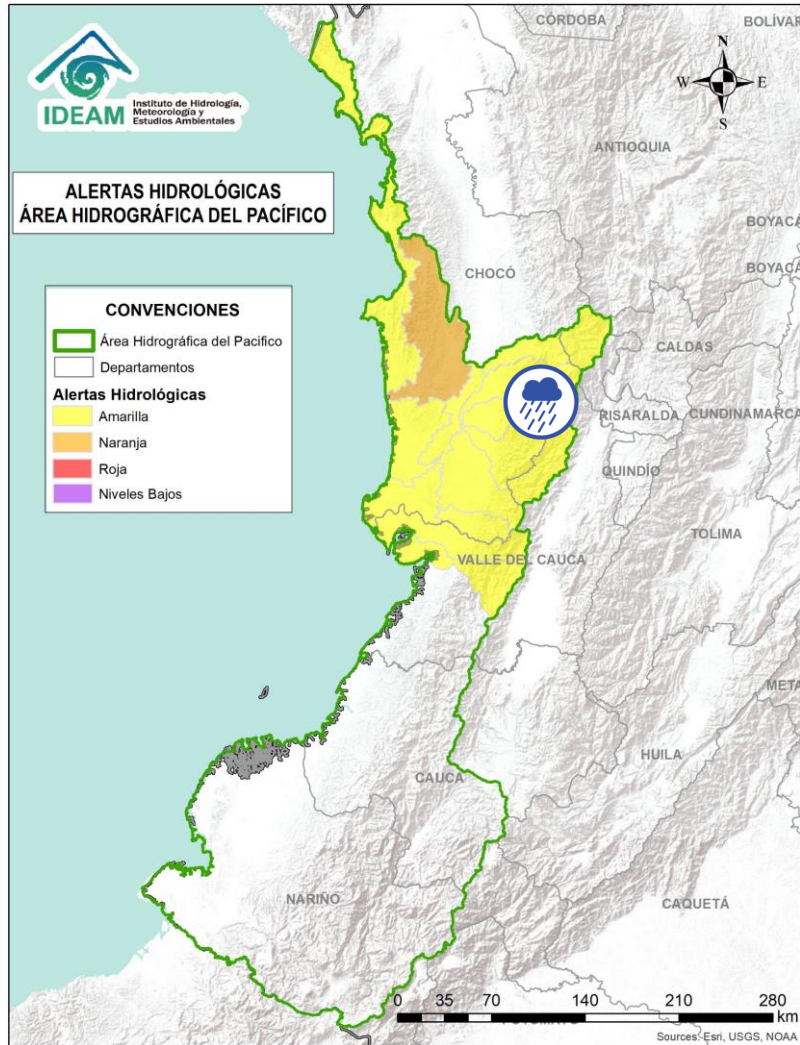 CÓRDOBA
BOLÍVAR
N
W
E
S
IDEAM
Instituto de Hidrología,
Meteorología y
Estudios Ambientales
ANTIOQUIA
ALERTAS HIDROLÓGICAS
ÁREA HIDROGRÁFICA DEL PACÍFICO
BOYACÁ
BOYACÁ
CHOCÓ
CONVENCIONES
Área Hidrográfica del Pacifico
Departamentos
Alertas Hidrológicas
Amarilla
Naranja
Roja
Niveles Bajos
CALDAS
RISARALDA
CUNDINAMARCA
QUINDÍO
TOLIMA
VALLE DEL CAUCA
META
HUILA
CAUCA
NARIÑO
CAQUETÁ
0 35 70 140 210 280
km
Sources: Esri, USGS, NOAA